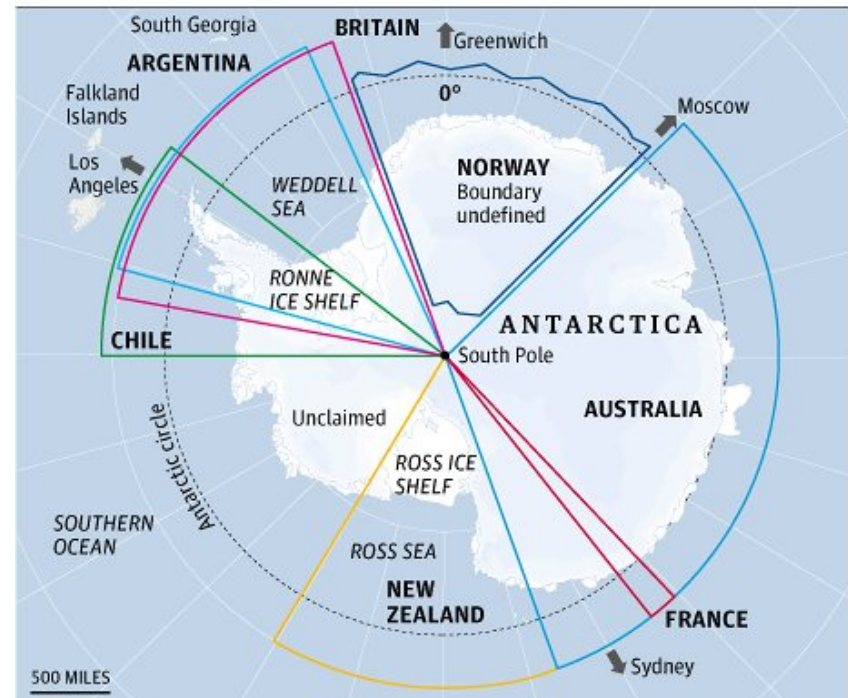 South Georgia
BRITAIN
Greenwich
ARGENTINA
0°
Falkland
Islands
Moscow
Los
Angeles
WEDDELL
SEA
NORWAY
Boundary
undefined
RONNE
ICE SHELF
ANTARCTICA
CHILE
South Pole
Unclaimed
AUSTRALIA
Antarctic circle
ROSS ICE
SHELF
SOUTHERN
OCEAN
ROSS SEA
NEW
ZEALAND
FRANCE
Sydney
500 MILES